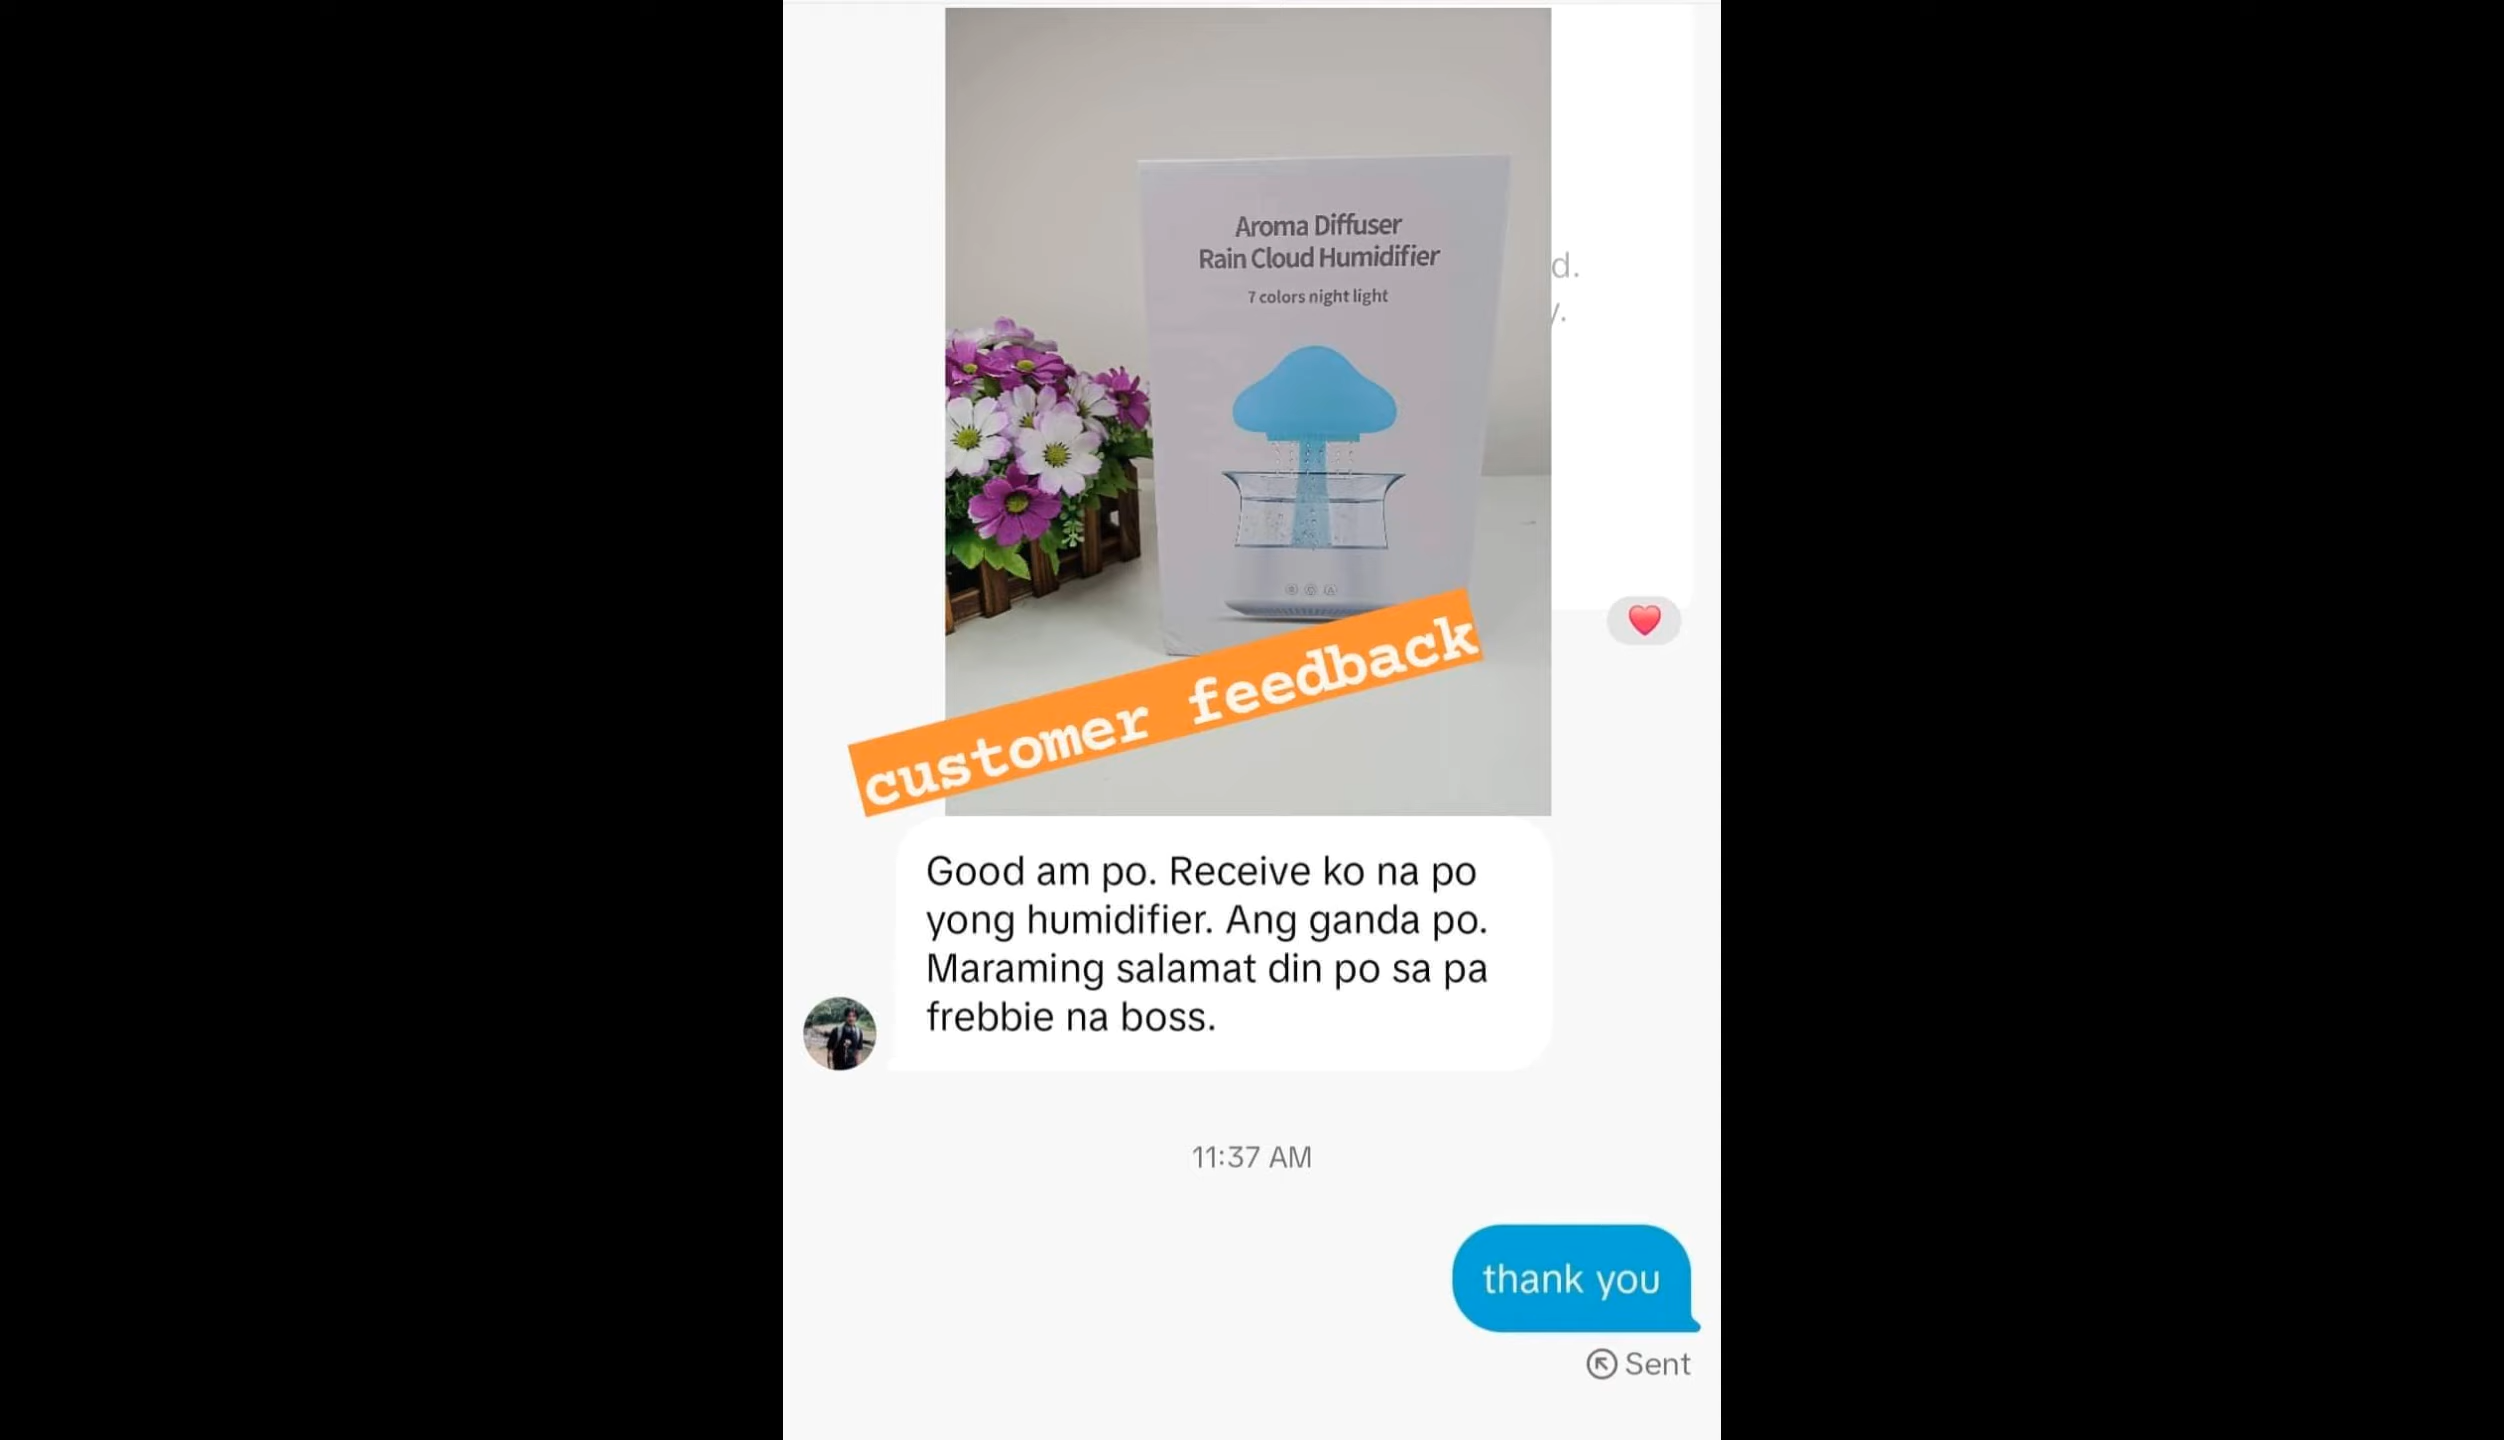 Aroma Diffuser
Rain Cloud Humidifier
7 colors night light
d.
y.
customer feedback
Good am po. Receive ko na po
yong humidifier. Ang ganda po.
Maraming salamat din po sa pa
frebbie na boss.
11:37 AM
thank you
Sent